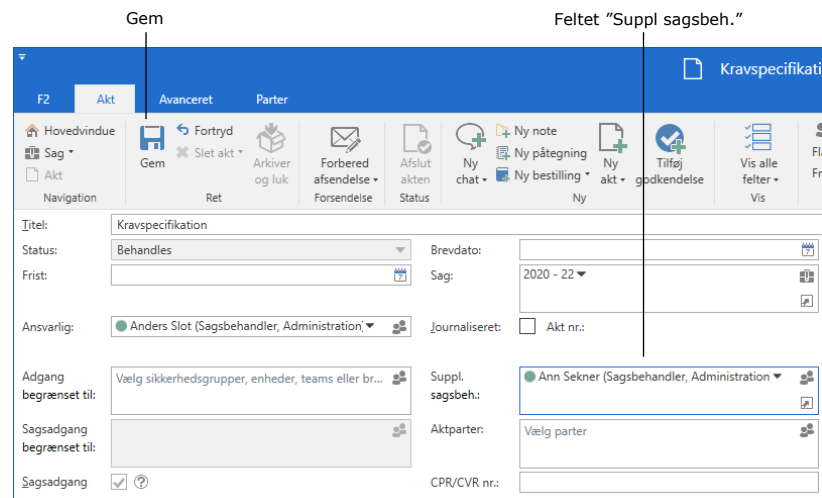 Gem
Feltet ”Suppl sagsbeh.”
Kravspecifikati
F2 Akt Avanceret Parter
Hovedvindue
Sag
Akt
Navigation
Gem
Fortryd
Slet akt
Arkiver
og luk
Ret
Forbered
afsendelse
Forsendelse
Afslut
akten
Status
Ny
chat
Ny note
Ny påtegning
Ny bestilling
Ny
akt
Tilføj
godkendelse
Ny
Vis alle
felter
Vis
Fl
Fr
Titel: Kravspecifikation
Status: Behandles Brevdato:
Frist: Sag: 2020 - 22
Ansvarlig: Anders Slot (Sagsbehandler, Administration) Journaliseret: Akt nr.:
Adgang
begrænset til:
Vælg sikkerhedsgrupper, enheder, teams eller br...
Suppl.
sagsbeh.:
Ann Sekner (Sagsbehandler, Administration
Sagsadgang
begrænset til:
Aktparter: Vælg parter
Sagsadgang CPR/CVR nr.: